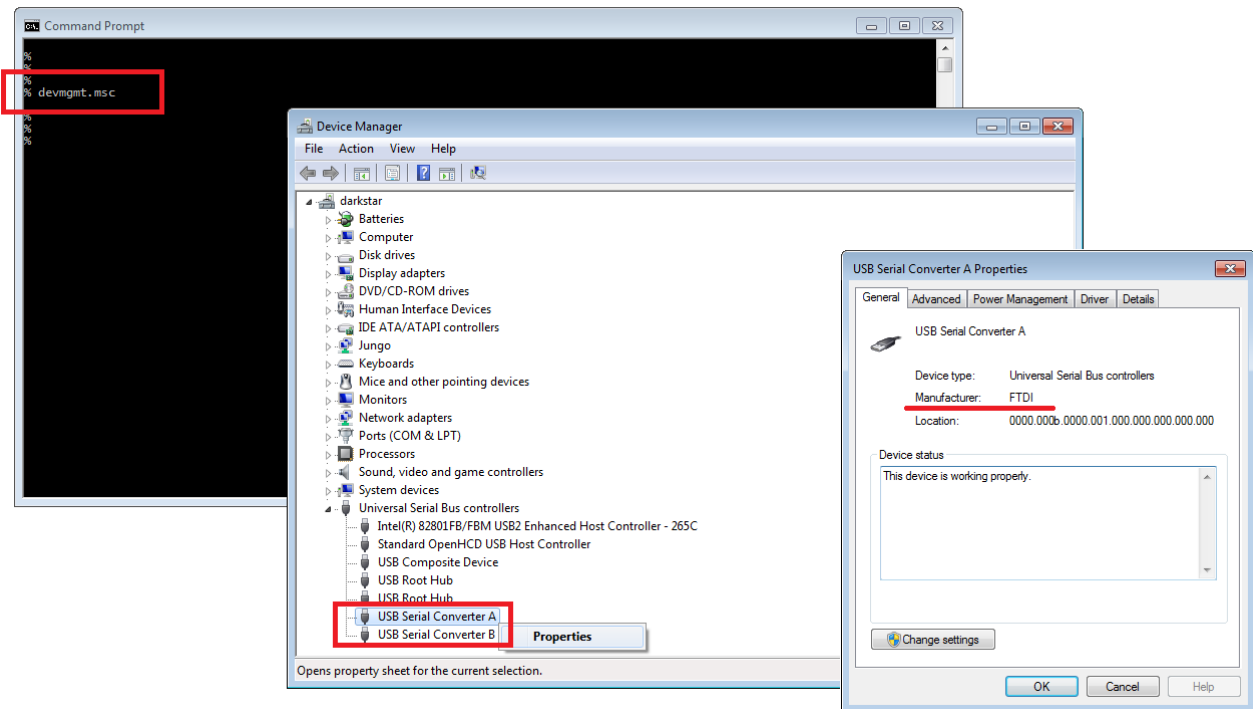 Command Prompt
%
%
%
% devmgmt.msc
%
%
%
Device Manager
File Action View Help
darkstar
Batteries
Computer
Disk drives
Display adapters
DVD/CD-ROM drives
Human Interface Devices
IDE ATA/ATAPI controllers
Jungo
Keyboards
Mice and other pointing devices
Monitors
Network adapters
Ports (COM & LPT)
Processors
Sound, video and game controllers
System devices
Universal Serial Bus controllers
Intel(R) 82801FB/FBM USB2 Enhanced Host Controller - 265C
Standard OpenHCD USB Host Controller
USB Composite Device
USB Root Hub
USB Root Hub
USB Serial Converter A
USB Serial Converter B
Properties
Opens property sheet for the current selection.
USB Serial Converter A Properties
General Advanced Power Management Driver Details
USB Serial Converter A
Device type: Universal Serial Bus controllers
Manufacturer: FTDI
Location: 0000.000b.0000.001.000.000.000.000.000
Device status
This device is working properly.
Change settings
OK Cancel Help